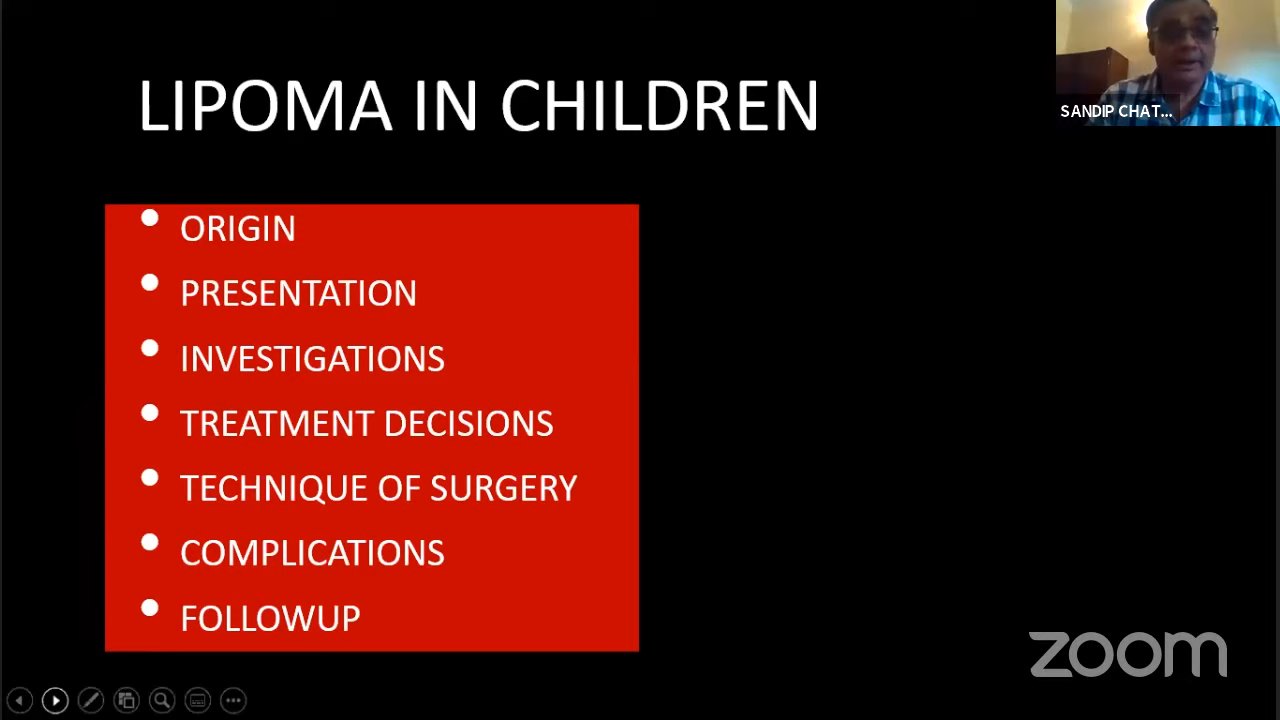 LIPOMA IN CHILDREN
SANDIP CHAT...
• ORIGIN
• PRESENTATION
• INVESTIGATIONS
• TREATMENT DECISIONS
• TECHNIQUE OF SURGERY
• COMPLICATIONS
• FOLLOWUP
zoom